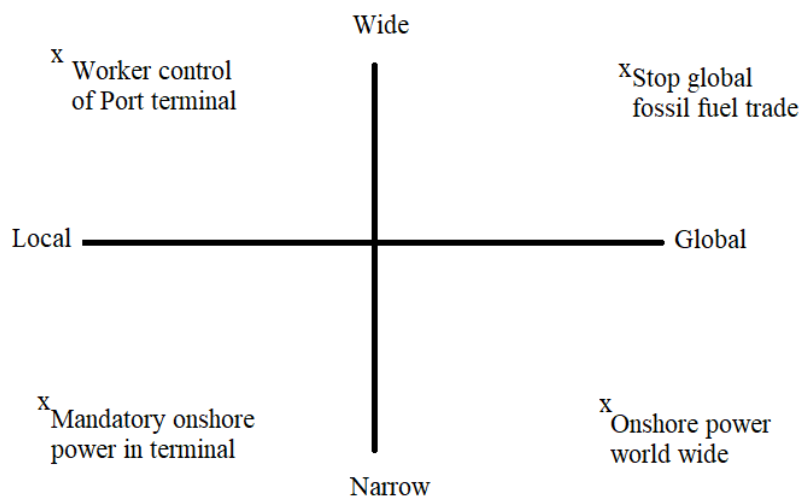 Wide
x
Worker control
of Port terminal
x
Stop global
fossil fuel trade
Local
Global
x
Mandatory onshore
power in terminal
x
Onshore power
world wide
Narrow